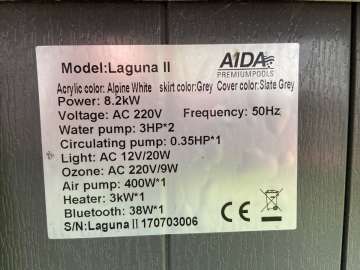 AIDA
PREMIUMPOOLS
Model:Laguna II
Acrylic color: Alpine White skirt color:Grey Cover color:Slate Grey
Power: 8.2kW
Voltage: AC 220V Frequency: 50Hz
Water pump: 3HP*2
Circulating pump: 0.35HP*1
Light: AC 12V/20W
Ozone: AC 220V/9W
Air pump: 400W*1
Heater: 3kW*1
Bluetooth: 38W*1
S/N:Laguna II 170703006
CE